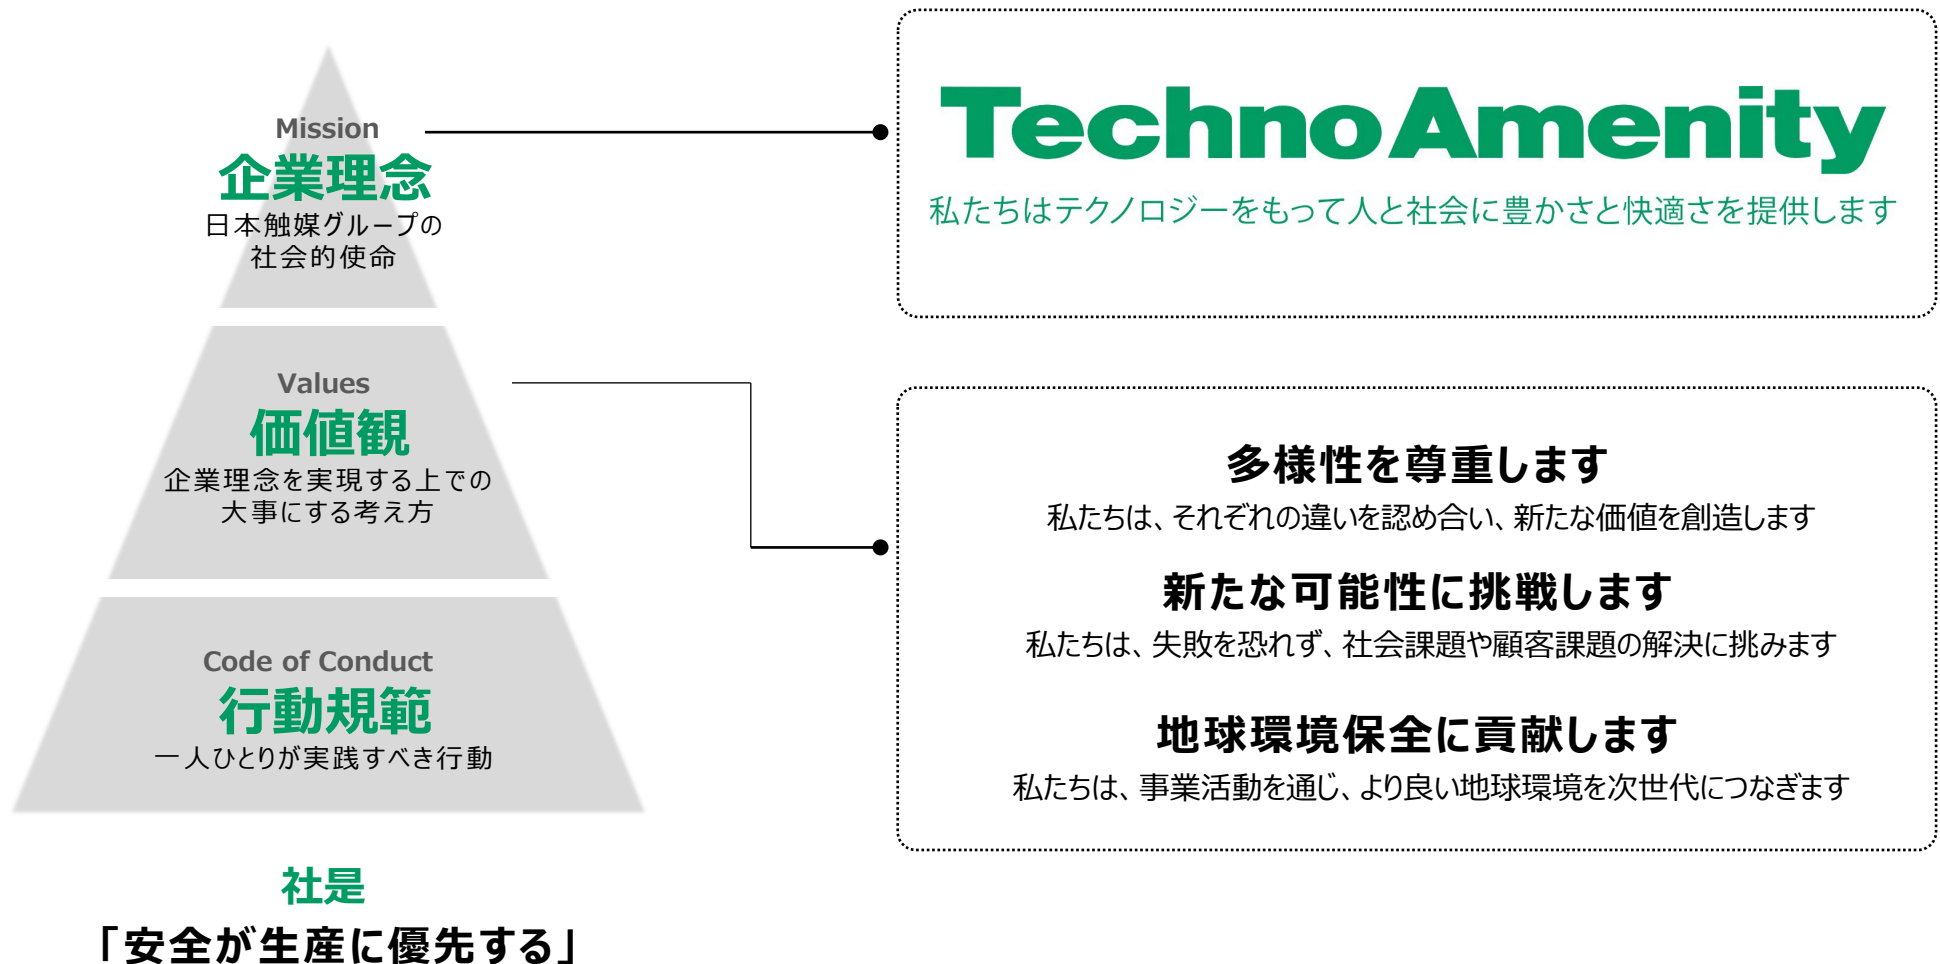 Mission
企業理念
日本触媒グループの
社会的使命
TechnoAmenity
私たちはテクノロジーをもって人と社会に豊かさと快適さを提供します
Values
価値観
企業理念を実現する上での
大事にする考え方
多様性を尊重します
私たちは、それぞれの違いを認め合い、新たな価値を創造します
新たな可能性に挑戦します
私たちは、失敗を恐れず、社会課題や顧客課題の解決に挑みます
地球環境保全に貢献します
私たちは、事業活動を通じ、より良い地球環境を次世代につなぎます
Code of Conduct
行動規範
一人ひとりが実践すべき行動
社是
「安全が生産に優先する」